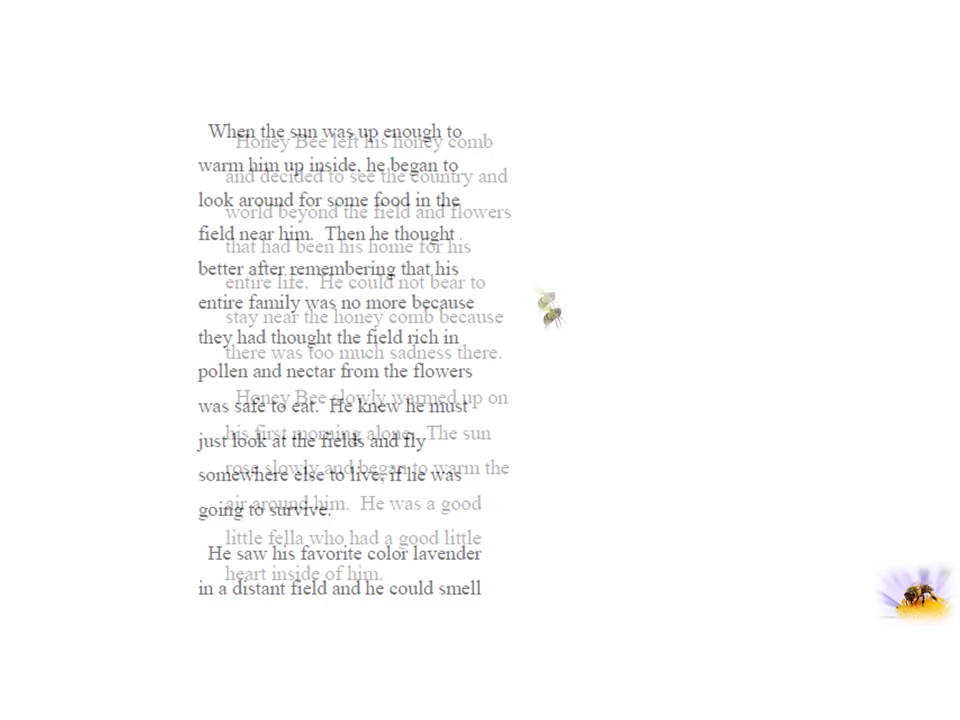 When the sun was up enough to
warm him up inside, he began to
look around for some food in the
field near him.  Then he thought
better after remembering that his
entire family was no more because
they had thought the field rich in
pollen and nectar from the flowers
was safe to eat.  He knew he must
just look at the fields and fly
somewhere else to live, if he was
going to survive.
He saw his favorite color lavender
in a distant field and he could smell
Honey Bee left his honey comb
and decided to see the country and
world beyond the field and flowers
that had been his home for his
entire life.  He could not bear to
stay near the honey comb because
there was too much sadness there.
Honey Bee slowly warmed up on
his first morning alone.  The sun
rose slowly and began to warm the
air around him.  He was a good
little fella who had a good little
heart inside of him.